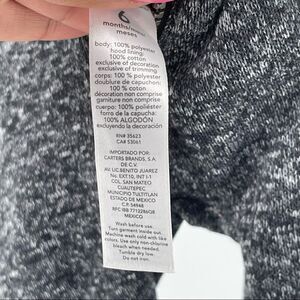 6
months/mois/
meses
body: 100% polyester
hood lining:
100% cotton
exclusive of decoration
exclusive of trimming
corps: 100% polyester
doublure de capuchon:
100 % coton
décoration non comprise
garniture non comprise
cuerpo: 100% poliéster
forro de la capucha:
100% ALGODÓN
excluyendo la decoración
RN# 35623
CA# 53061
IMPORTADO POR:
CARTERS BRANDS, S.A.
DE C.V.
AV.UC.BENITO JUAREZ
No. EXT.10, INT I-1
COL. SAN MATEO
CUAUTEPEC
MUNICIPIO TULTITLAN
ESTADO DE MEXICO
C.P. 54948
MEXICO
Wash before use.
Turn garment inside out
Machine wash cold with like
colors. Use only non-chlorine
bleach when needed.
Tumble dry low
Do not iron.